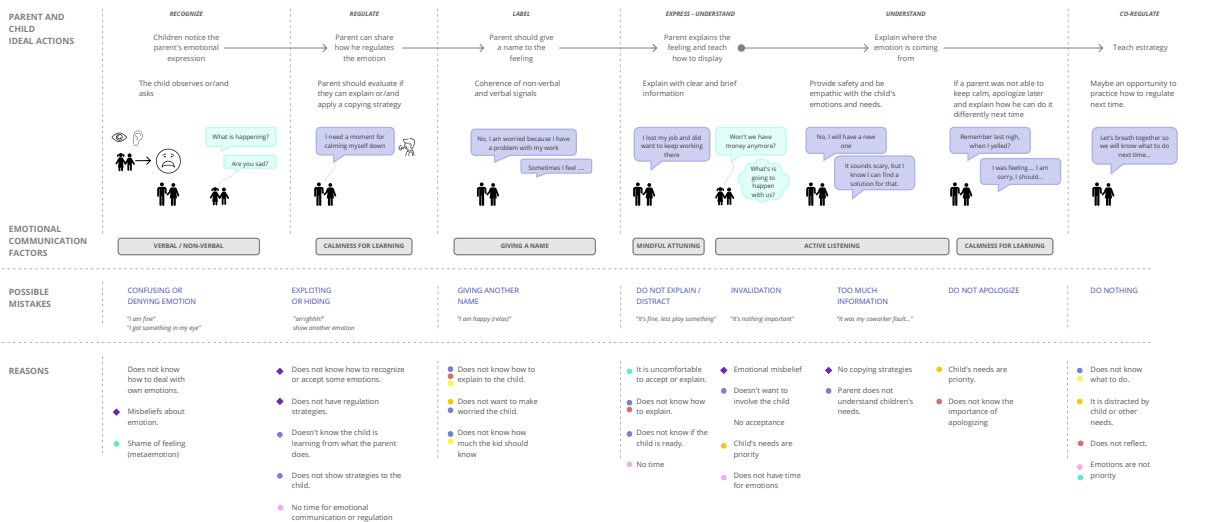 PARENT AND
CHILD
IDEAL ACTIONS
RECOGNIZE
REGULATE
LABEL
EXPRESS - UNDERSTAND
UNDERSTAND
CO-REGULATE
Children notice the
parent's emotional
expression
Parent can share
how he regulates
the emotion
Parent should give
a name to the
feeling
Parent explains the
feeling and teach
how to display
Explain where the
emotion is coming
from
Teach estrategy
The child observes or/and
asks
Parent should evaluate if
they can explain or/and
apply a copying strategy
Coherence of non-verbal
and verbal signals
Explain with clear and brief
information
Provide safety and be
empathic with the child's
emotions and needs.
If a parent was not able to
keep calm, apologize later
and explain how he can do it
differently next time
Maybe an opportunity to
practice how to regulate
next time.
What is happening?
Are you sad?
I need a moment for
calming myself down
No, I am worried because I have
a problem with my work
Sometimes I feel ....
I lost my job and did
want to keep working
there
Won't we have
money anymore?
What's is
going to
happen
with us?
No, I will have a new
one
It sounds scary, but I
know I can find a
solution for that.
Remember last nigh,
when I yelled?
I was feeling.... I am
sorry, I should...
Let's breath together so
we will know what to do
next time...
EMOTIONAL
COMMUNICATION
FACTORS
VERBAL / NON-VERBAL
CALMNESS FOR LEARNING
GIVING A NAME
MINDFUL ATTUNING
ACTIVE LISTENING
CALMNESS FOR LEARNING
POSSIBLE
MISTAKES
CONFUSING OR
DENYING EMOTION
"I am fine"
"I got something in my eye"
EXPLOTING
OR HIDING
"arrrghhh!"
show another emotion
GIVING ANOTHER
NAME
"I am happy (relax)"
DO NOT EXPLAIN /
DISTRACT
"It's fine, less play something"
INVALIDATION
"It's nothing important"
TOO MUCH
INFORMATION
"It was my coworker fault..."
DO NOT APOLOGIZE
DO NOTHING
REASONS
Does not know
how to deal with
own emotions.
Misbeliefs about
emotion.
Shame of feeling
(metaemotion)
Does not know how to recognize
or accept some emotions.
Does not have regulation
strategies.
Doesn't know the child is
learning from what the parent
does.
Does not show strategies to the
child.
No time for emotional
communication or regulation
Does not know how to
explain to the child.
Does not want to make
worried the child.
Does not know how
much the kid should
know
It is uncomfortable
to accept or explain.
Does not know how
to explain.
Does not know if the
child is ready.
No time
Emotional misbelief
Doesn't want to
involve the child
No acceptance
Child's needs are
priority
Does not have time
for emotions
No copying strategies
Parent does not
understand children's
needs.
Child's needs are
priority.
Does not know the
importance of
apologizing
Does not know
what to do.
It is distracted by
child or other
needs.
Does not reflect.
Emotions are not
priority